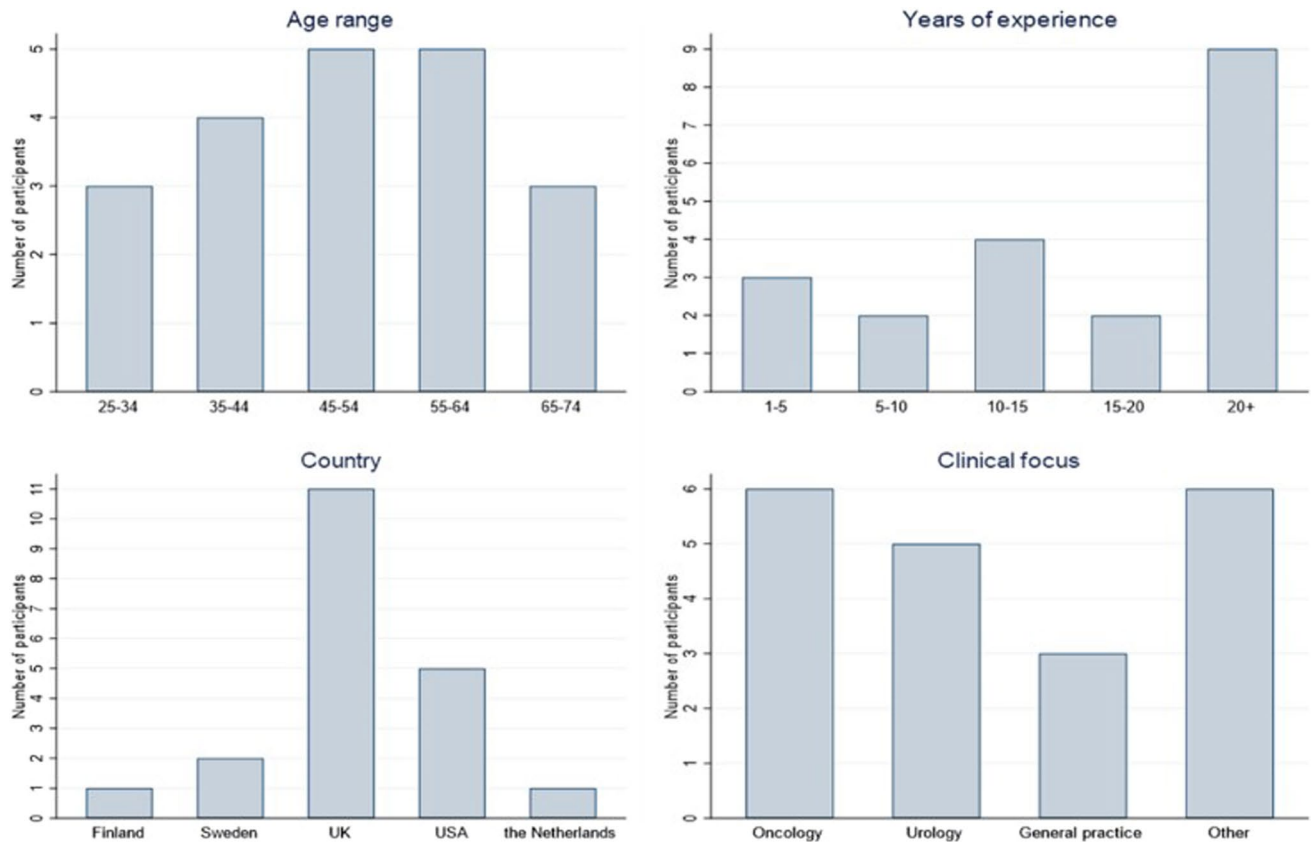 Age range
Number of participants
5
4
3
2
1
0
25-34 35-44 45-54 55-64 65-74
Years of experience
Number of participants
9
8
7
6
5
4
3
2
1
0
1-5 5-10 10-15 15-20 20+
Country
Number of participants
11
10
9
8
7
6
5
4
3
2
1
0
Finland Sweden UK USA the Netherlands
Clinical focus
Number of participants
6
5
4
3
2
1
0
Oncology Urology General practice Other